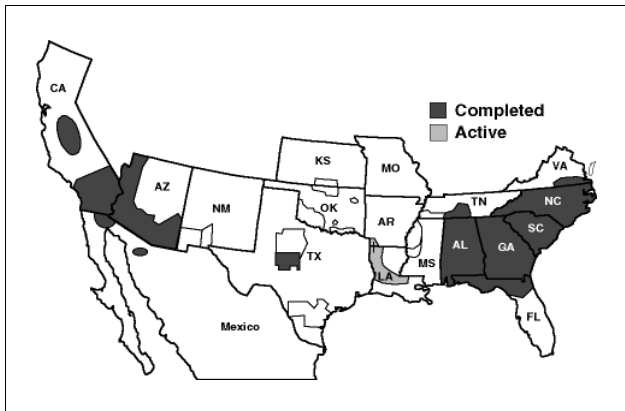 CA
Completed
Active
KS
MO
VA
AZ
NM
OK
AR
TN
NC
SC
TX
LA
MS
AL
GA
Mexico
FL